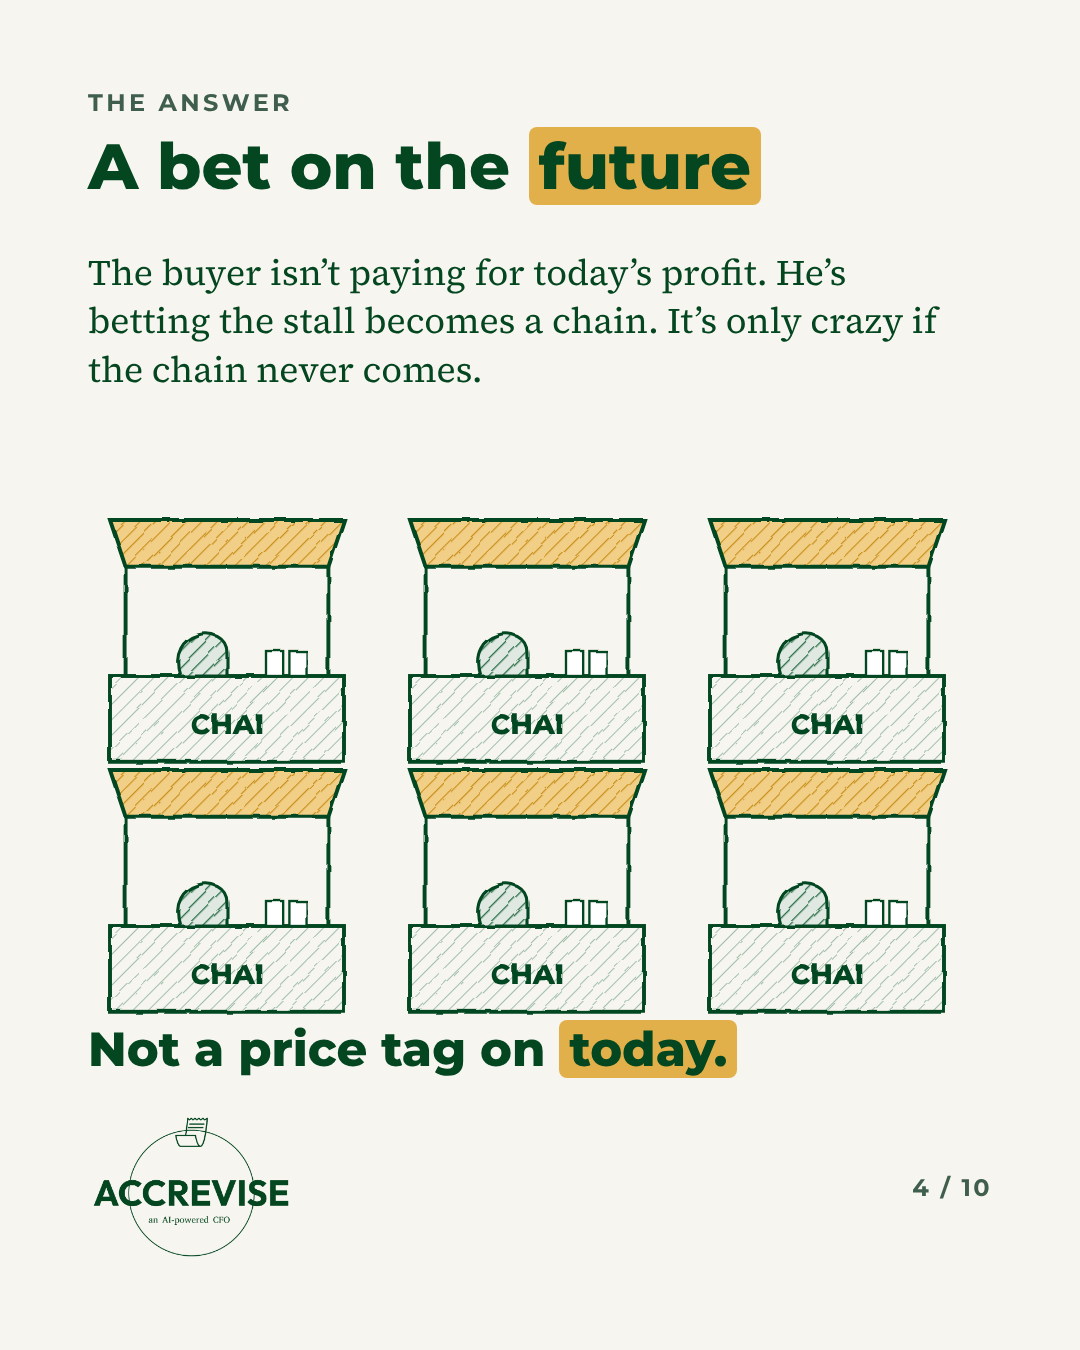 THE ANSWER
A bet on the future
The buyer isn’t paying for today’s profit. He’s
betting the stall becomes a chain. It’s only crazy if
the chain never comes.
CHAI CHAI CHAI
CHAI CHAI CHAI
Not a price tag on today.
ACCREVISE
an AI-powered CFO
4 / 10